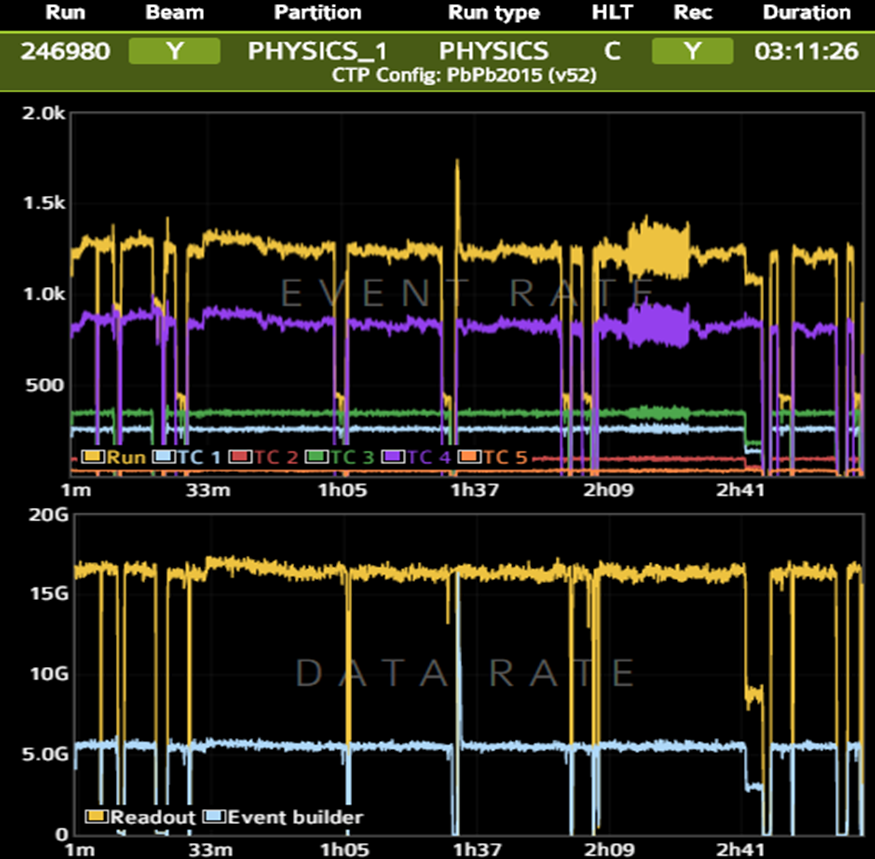 Run Beam Partition Run type HLT Rec Duration
246980 Y PHYSICS_1 PHYSICS C Y 03:11:26
CTP Config: PbPb2015 (v52)
2.0k
1.5k
1.0k
EVENT RATE
500
Run TC 1 TC 2 TC 3 TC 4 TC 5
1m 33m 1h05 1h37 2h09 2h41
20G
15G
10G
DATA RATE
5.0G
Readout Event builder
0
1m 33m 1h05 1h37 2h09 2h41